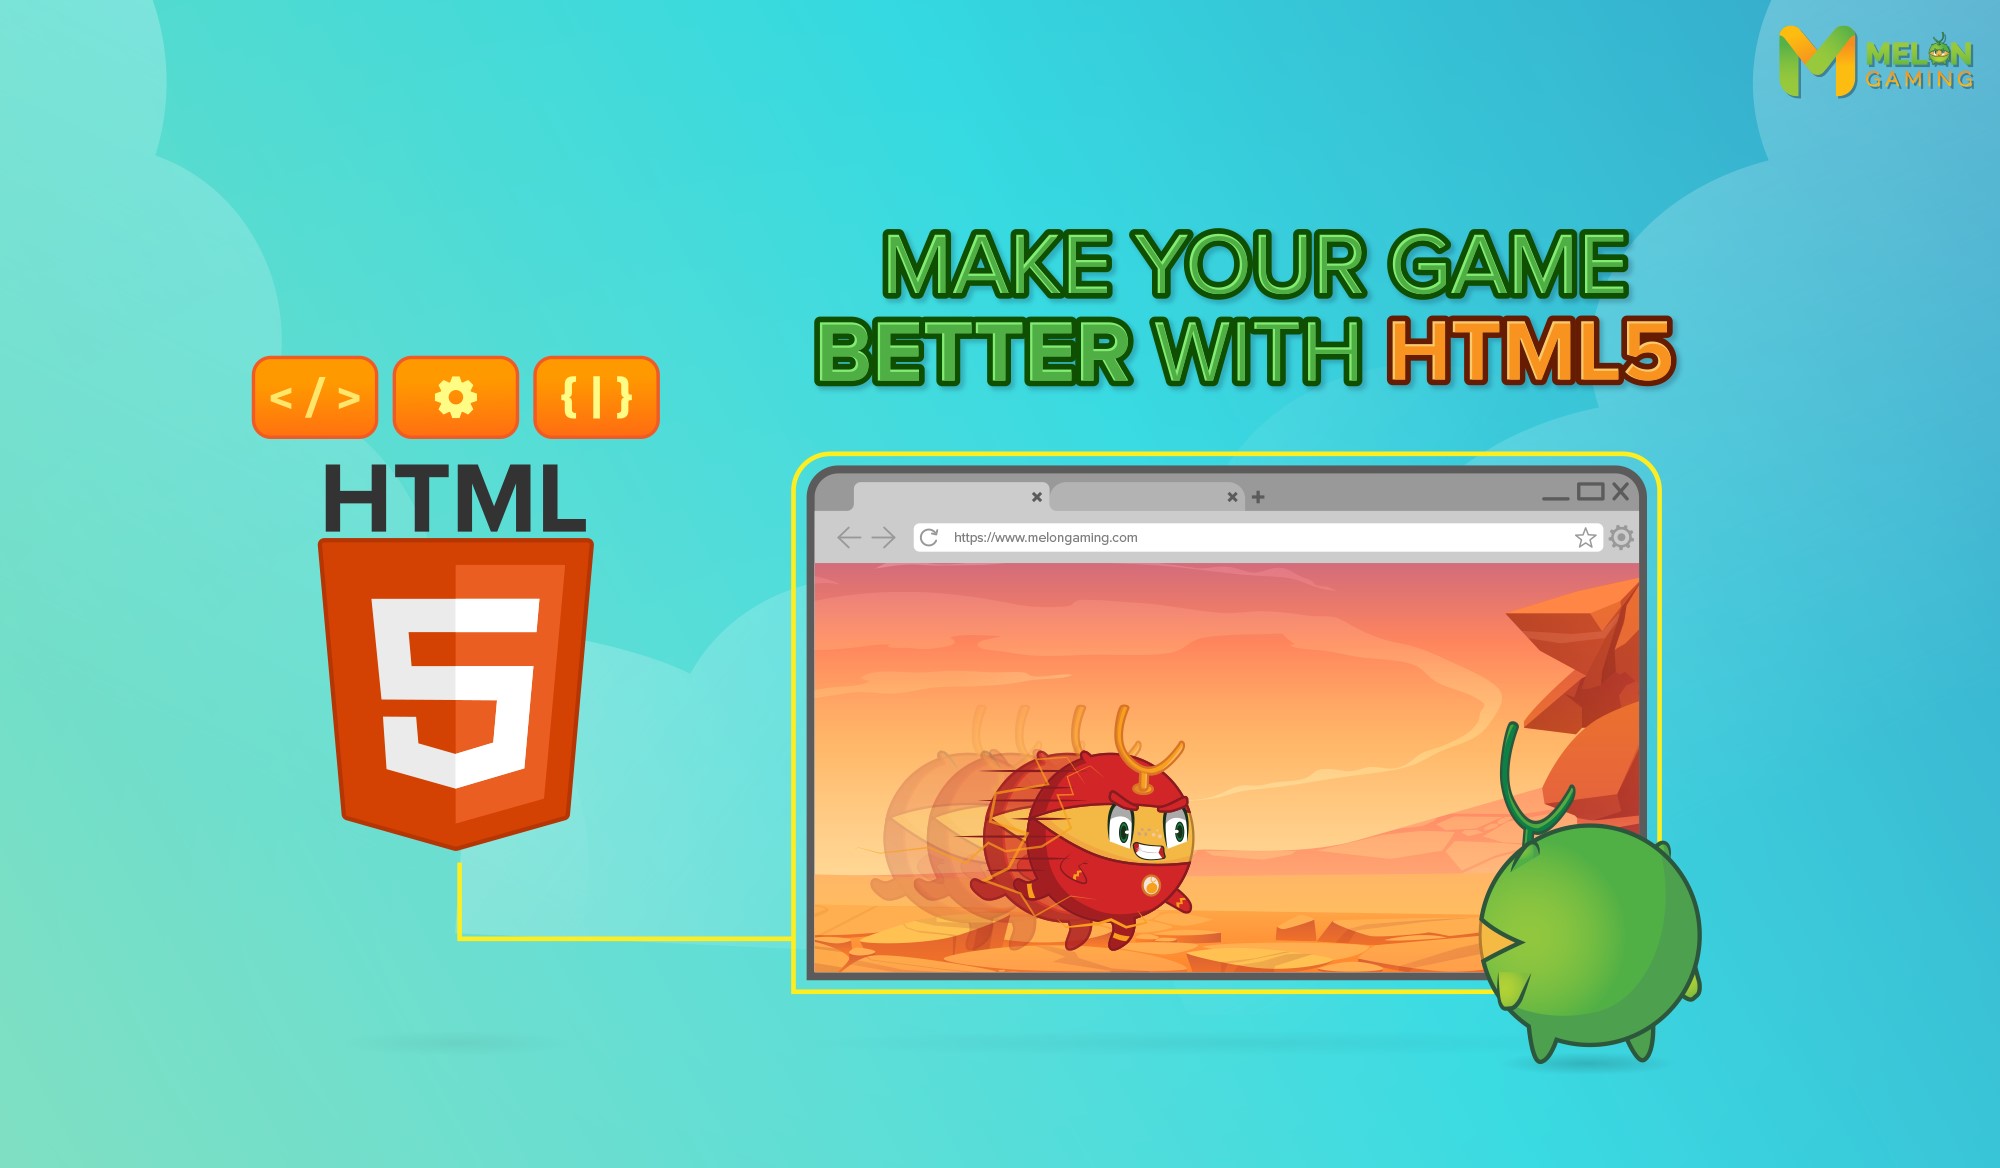 MELON
GAMING
MAKE YOUR GAME
BETTER WITH HTML5
</>
{|}
HTML
5
https://www.melongaming.com